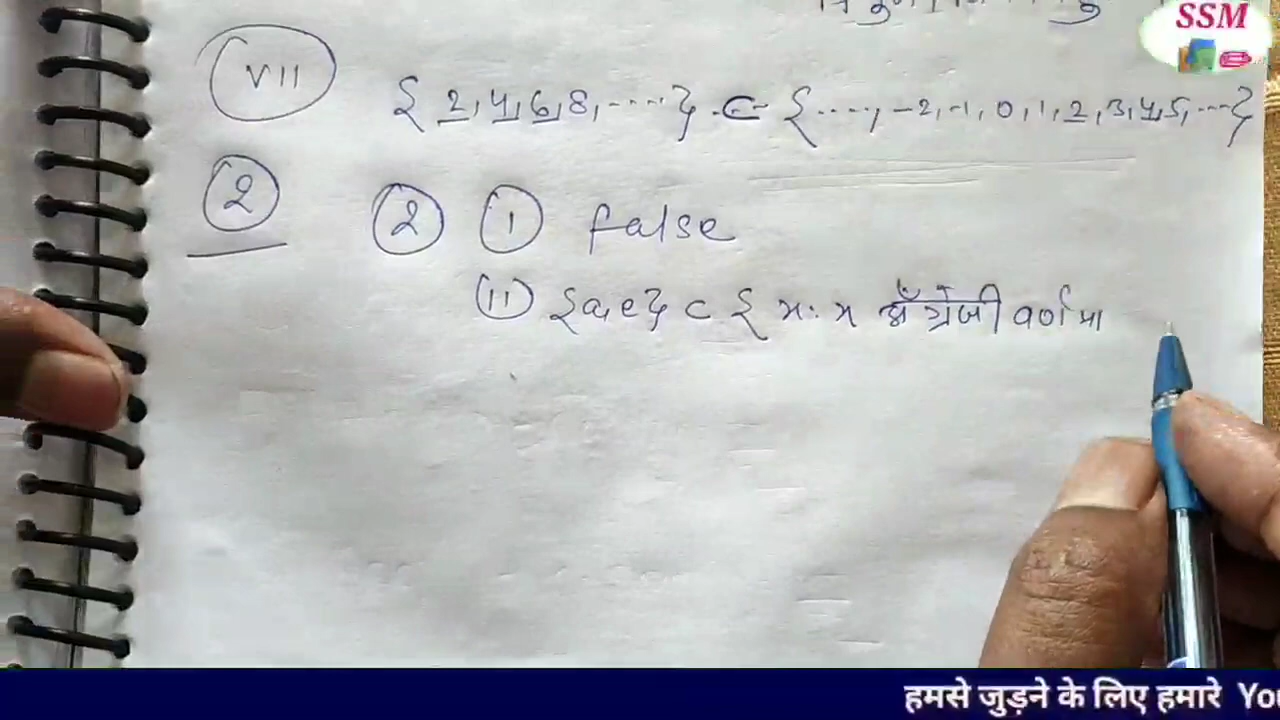 SSM
VII { 2, 4, 6, 8, ....} ⊂ {...., -2, -1, 0, 1, 2, 3, 4, 5, ...}
2 2 i false
(ii) {a, e} ⊂ { x : x अँग्रेजी वर्णमा
हमसे जुड़ने के लिए हमारे You